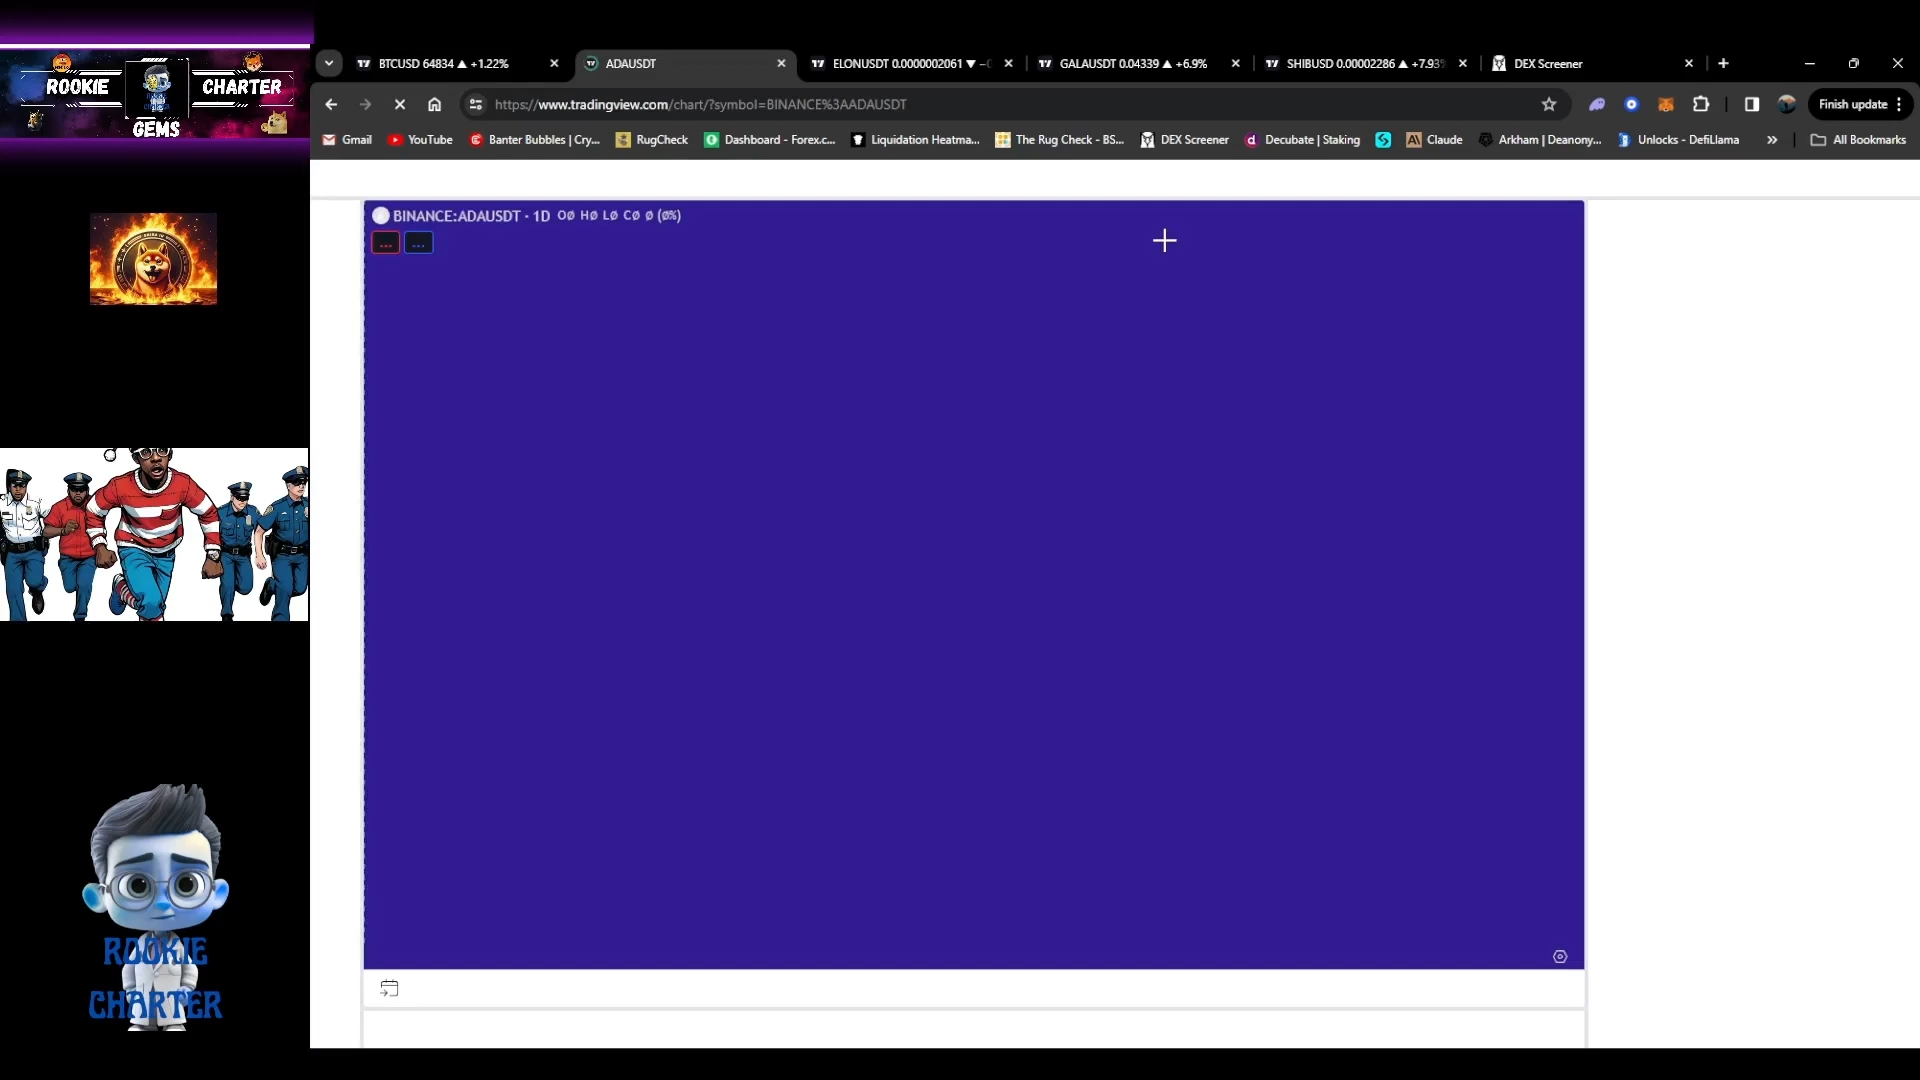 ROOKIE CHARTER
GEMS
BTCUSD 64834 ▲ +1.22%
ADAUSDT
ELONUSDT 0.0000002061 ▼ −
GALAUSDT 0.04339 ▲ +6.9%
SHIBUSD 0.00002286 ▲ +7.93%
DEX Screener
https://www.tradingview.com/chart/?symbol=BINANCE%3AADAUSDT
Finish update
Gmail
YouTube
Banter Bubbles | Cry...
RugCheck
Dashboard - Forex.c...
Liquidation Heatma...
The Rug Check - BS...
DEX Screener
Decubate | Staking
Claude
Arkham | Deanony...
Unlocks - DefiLlama
All Bookmarks
BINANCE:ADAUSDT · 1D O∅ H∅ L∅ C∅ ∅ (∅%)
... ...
ROOKIE
CHARTER